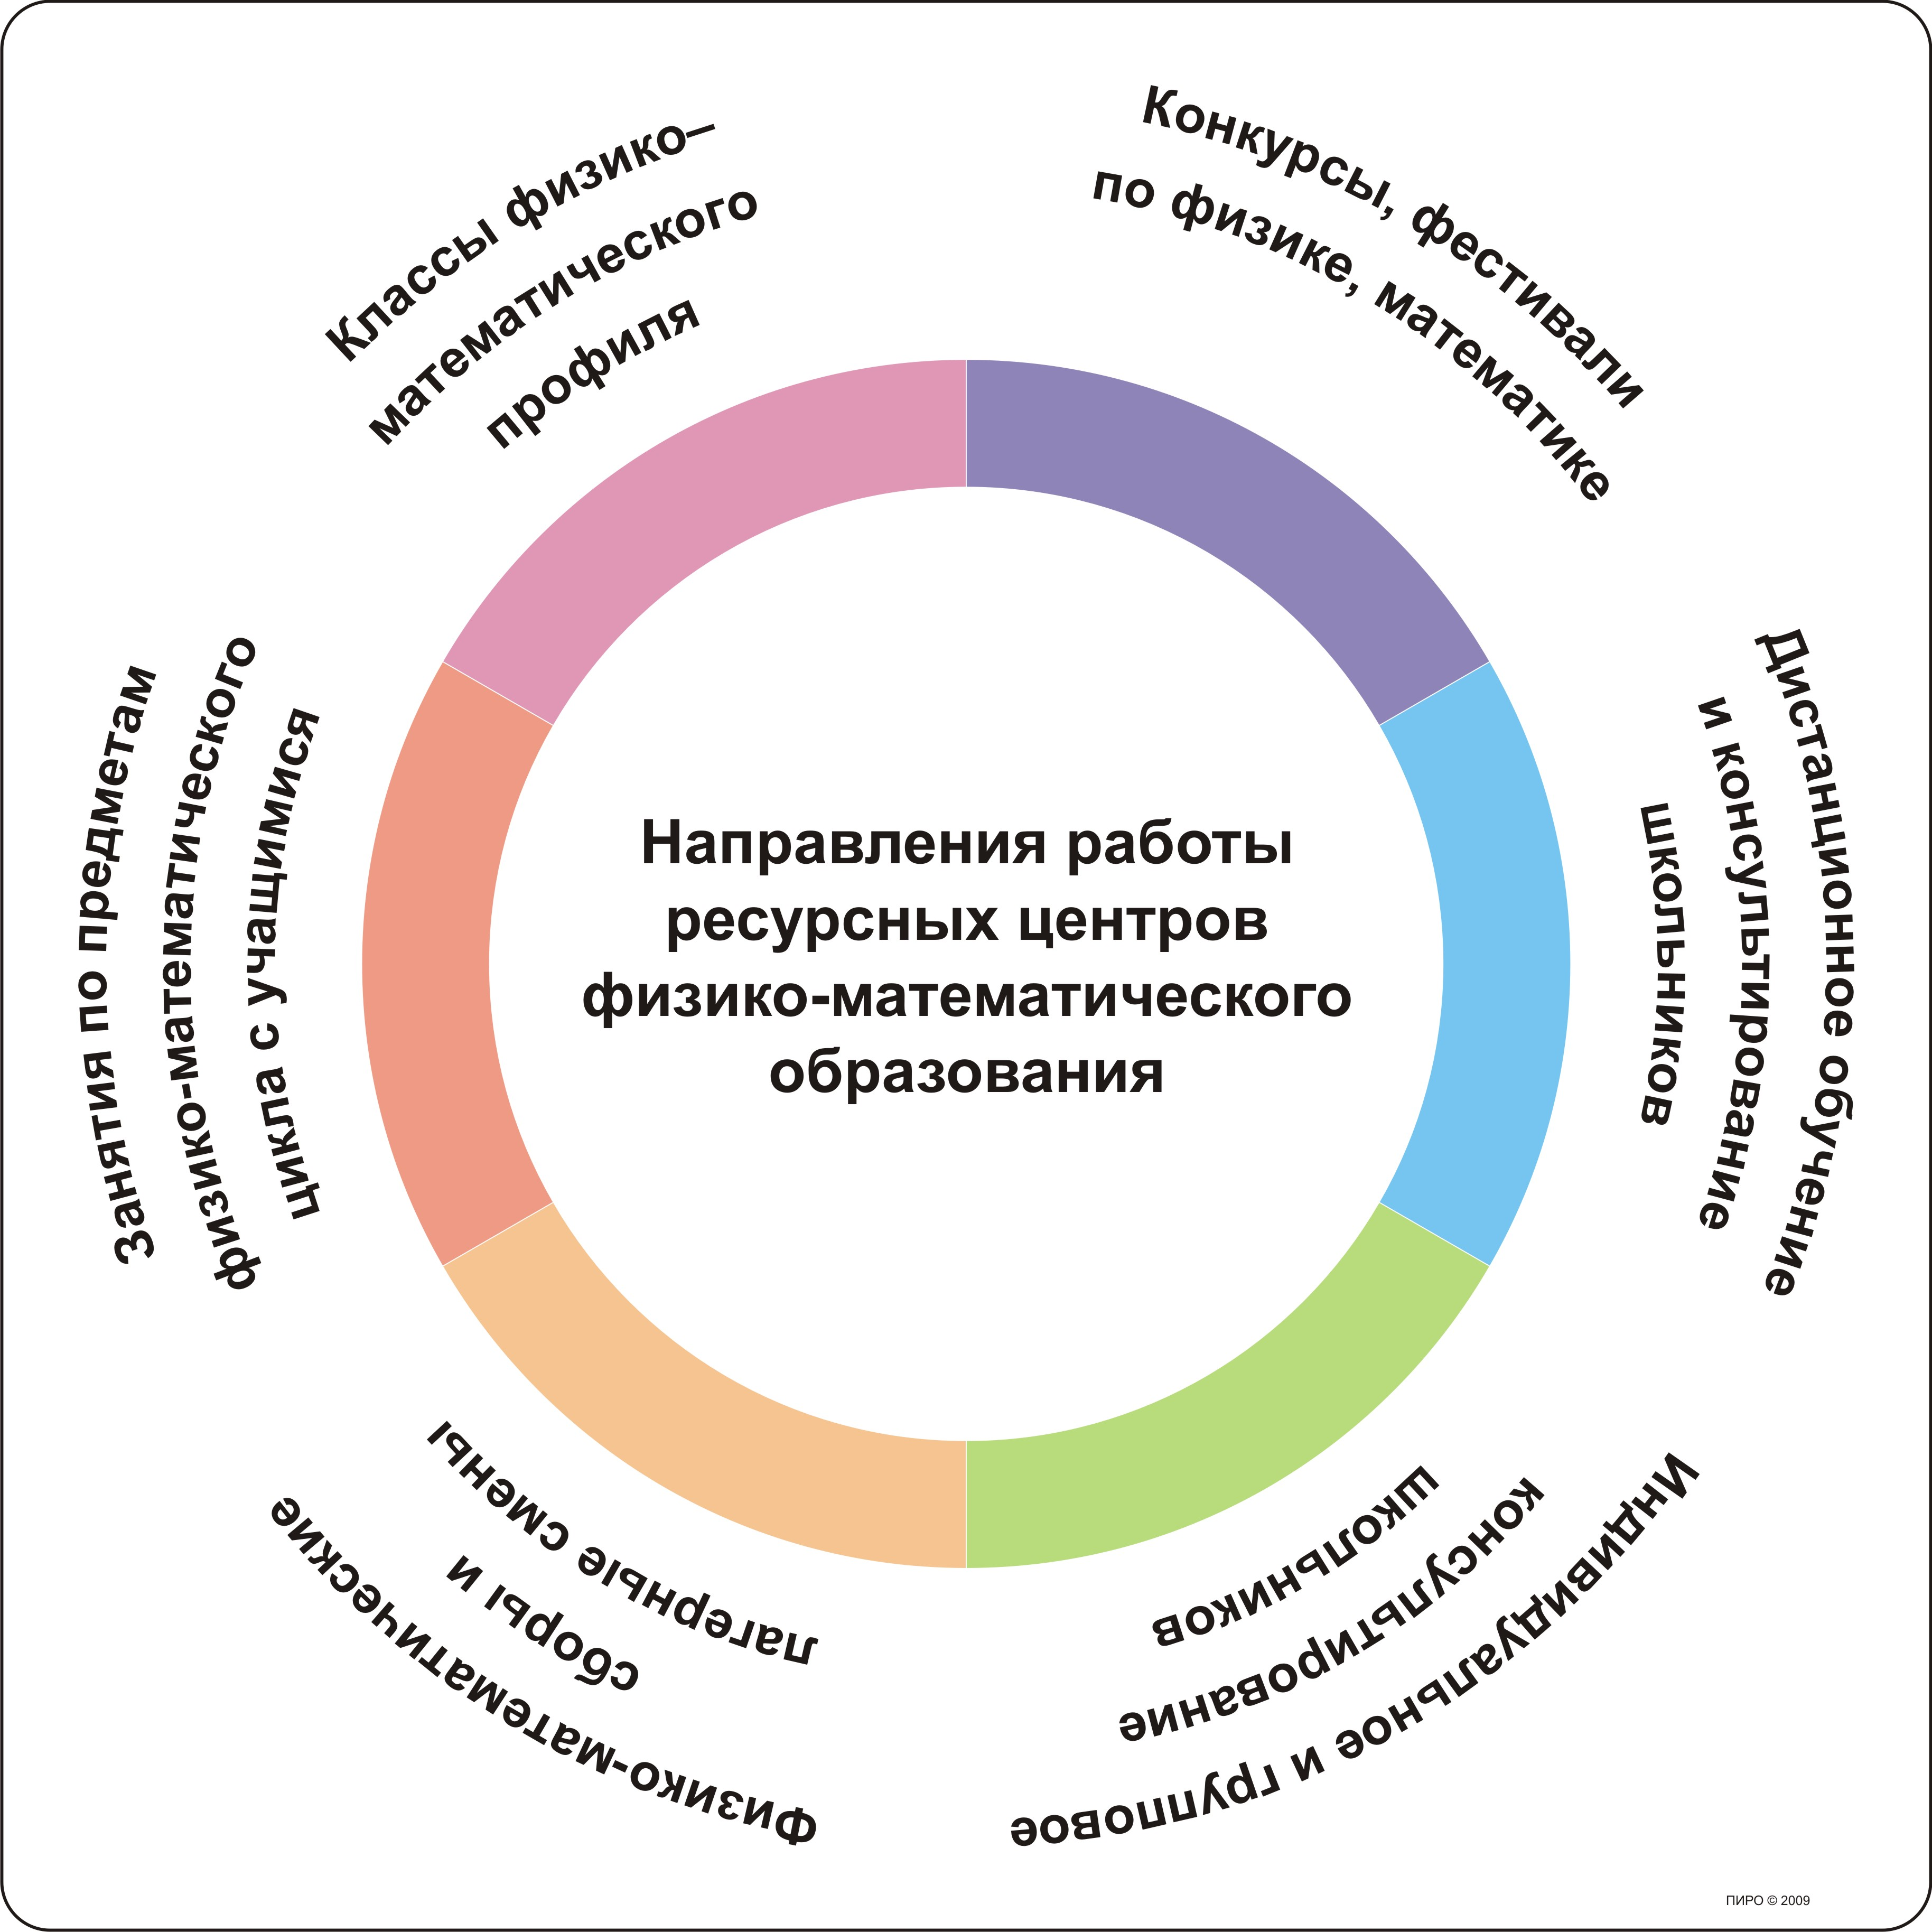 Направления работы
ресурсных центров
физико-математического
образования
Классы физико–
математического
профиля
Конкурсы, фестивали
по физике, математике
Дистанционное обучение
и консультирование
школьников
Индивидуальное и групповое
консультирование
школьников
Физико-математические
сборы и
лагерные смены
Занятия по предметам
физико-математического
цикла с учащимися
ПИРО © 2009